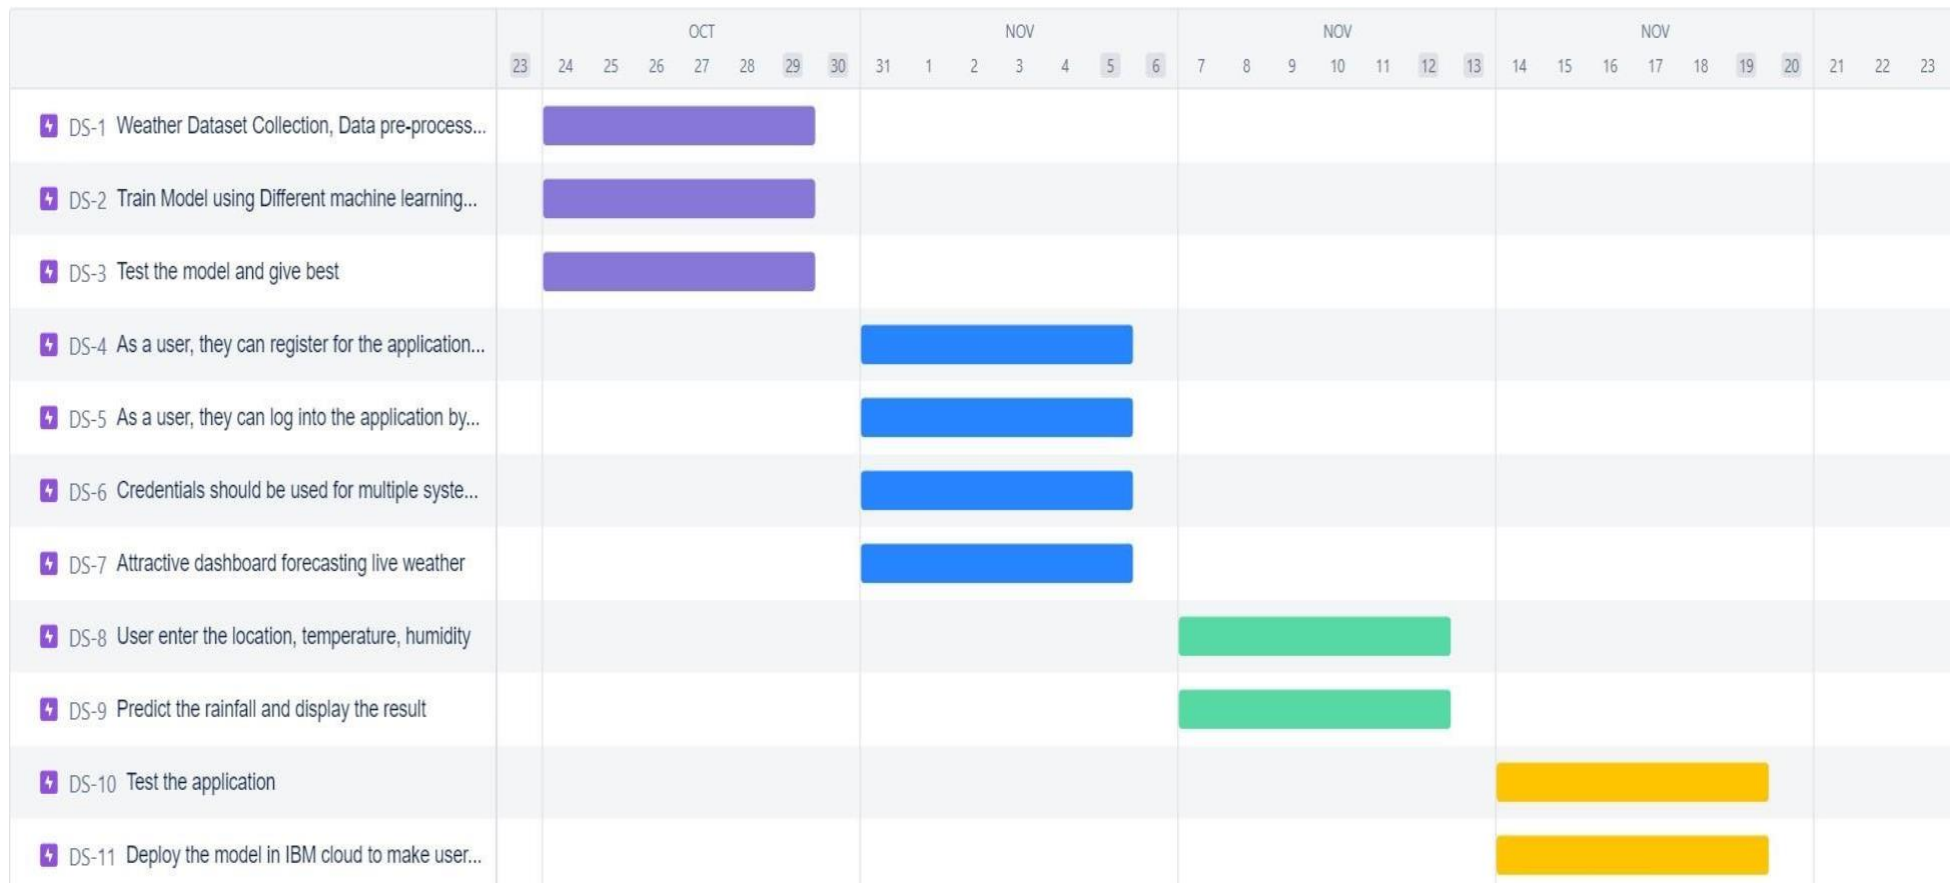 OCT NOV NOV NOV
23 24 25 26 27 28 29 30 31 1 2 3 4 5 6 7 8 9 10 11 12 13 14 15 16 17 18 19 20 21 22 23
DS-1 Weather Dataset Collection, Data pre-process...
DS-2 Train Model using Different machine learning...
DS-3 Test the model and give best
DS-4 As a user, they can register for the application...
DS-5 As a user, they can log into the application by...
DS-6 Credentials should be used for multiple syste...
DS-7 Attractive dashboard forecasting live weather
DS-8 User enter the location, temperature, humidity
DS-9 Predict the rainfall and display the result
DS-10 Test the application
DS-11 Deploy the model in IBM cloud to make user...